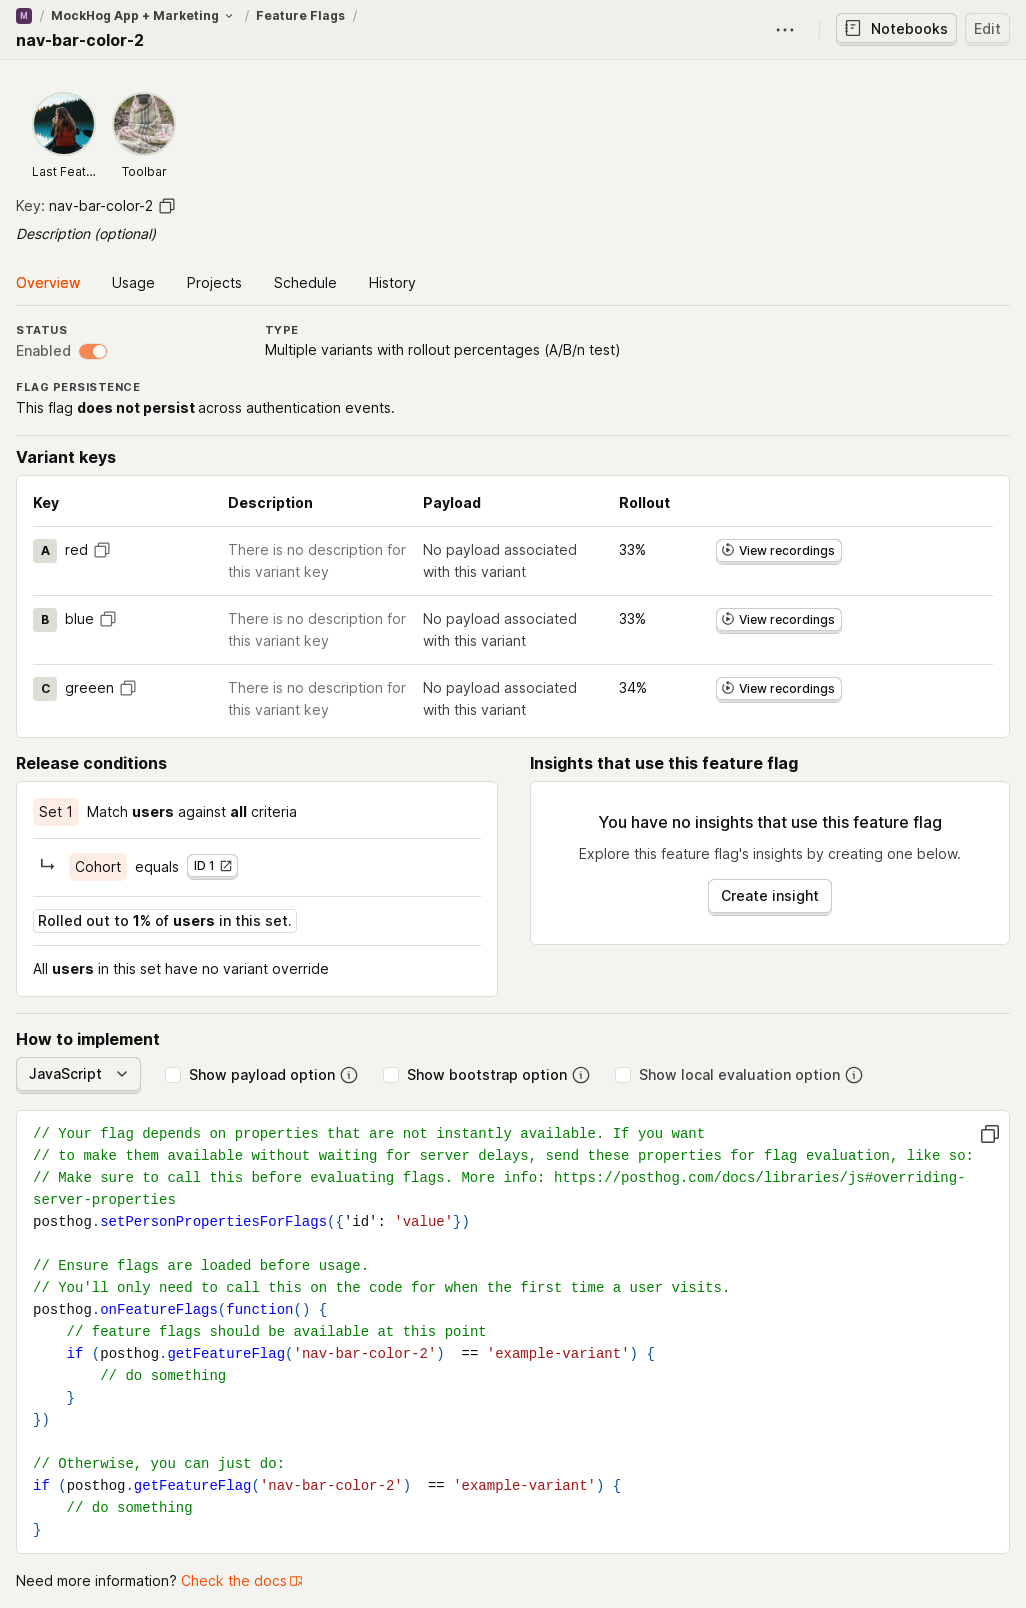 M / MockHog App + Marketing / Feature Flags /
nav-bar-color-2
Notebooks
Edit
Last Feat...
Toolbar
Key: nav-bar-color-2
Description (optional)
Overview
Usage
Projects
Schedule
History
STATUS
Enabled
TYPE
Multiple variants with rollout percentages (A/B/n test)
FLAG PERSISTENCE
This flag does not persist across authentication events.
Variant keys
Key Description Payload Rollout
A red There is no description for No payload associated 33% View recordings
this variant key with this variant
B blue There is no description for No payload associated 33% View recordings
this variant key with this variant
C greeen There is no description for No payload associated 34% View recordings
this variant key with this variant
Release conditions
Set 1 Match users against all criteria
Cohort equals ID 1
Rolled out to 1% of users in this set.
All users in this set have no variant override
Insights that use this feature flag
You have no insights that use this feature flag
Explore this feature flag's insights by creating one below.
Create insight
How to implement
JavaScript
Show payload option
Show bootstrap option
Show local evaluation option
// Your flag depends on properties that are not instantly available. If you want
// to make them available without waiting for server delays, send these properties for flag evaluation, like so:
// Make sure to call this before evaluating flags. More info: https://posthog.com/docs/libraries/js#overriding-
server-properties
posthog.setPersonPropertiesForFlags({'id': 'value'})
// Ensure flags are loaded before usage.
// You'll only need to call this on the code for when the first time a user visits.
posthog.onFeatureFlags(function() {
    // feature flags should be available at this point
    if (posthog.getFeatureFlag('nav-bar-color-2')  == 'example-variant') {
        // do something
    }
})
// Otherwise, you can just do:
if (posthog.getFeatureFlag('nav-bar-color-2')  == 'example-variant') {
    // do something
}
Need more information? Check the docs